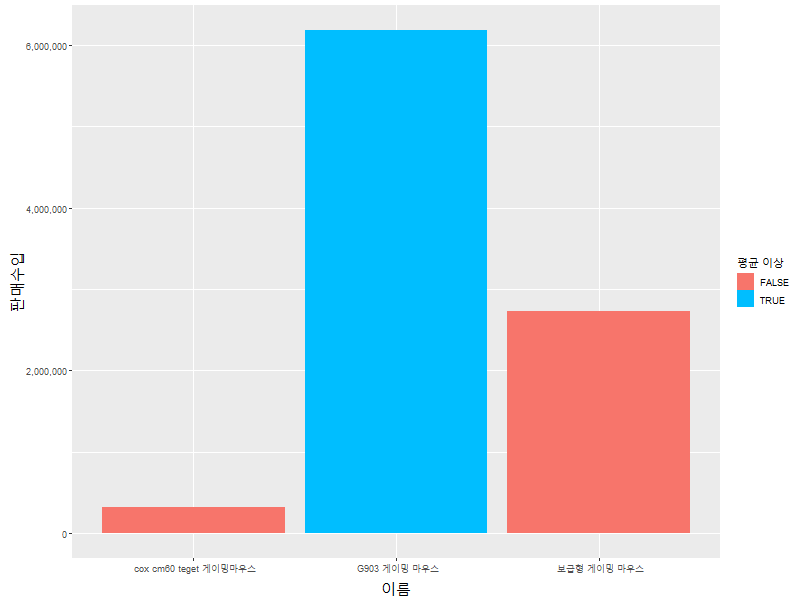 6,000,000
4,000,000
2,000,000
0
판매수입
cox cm60 teget 게이밍마우스
G903 게이밍 마우스
보급형 게이밍 마우스
이름
평균 이상
FALSE
TRUE